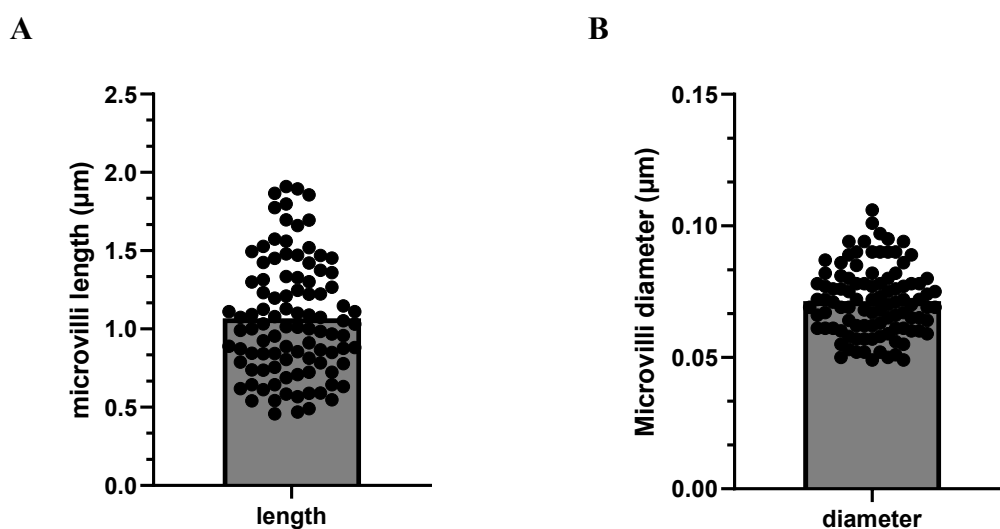 A
B
microvilli length (µm)
2.5
2.0
1.5
1.0
0.5
0.0
length
Microvilli diameter (µm)
0.15
0.10
0.05
0.00
diameter